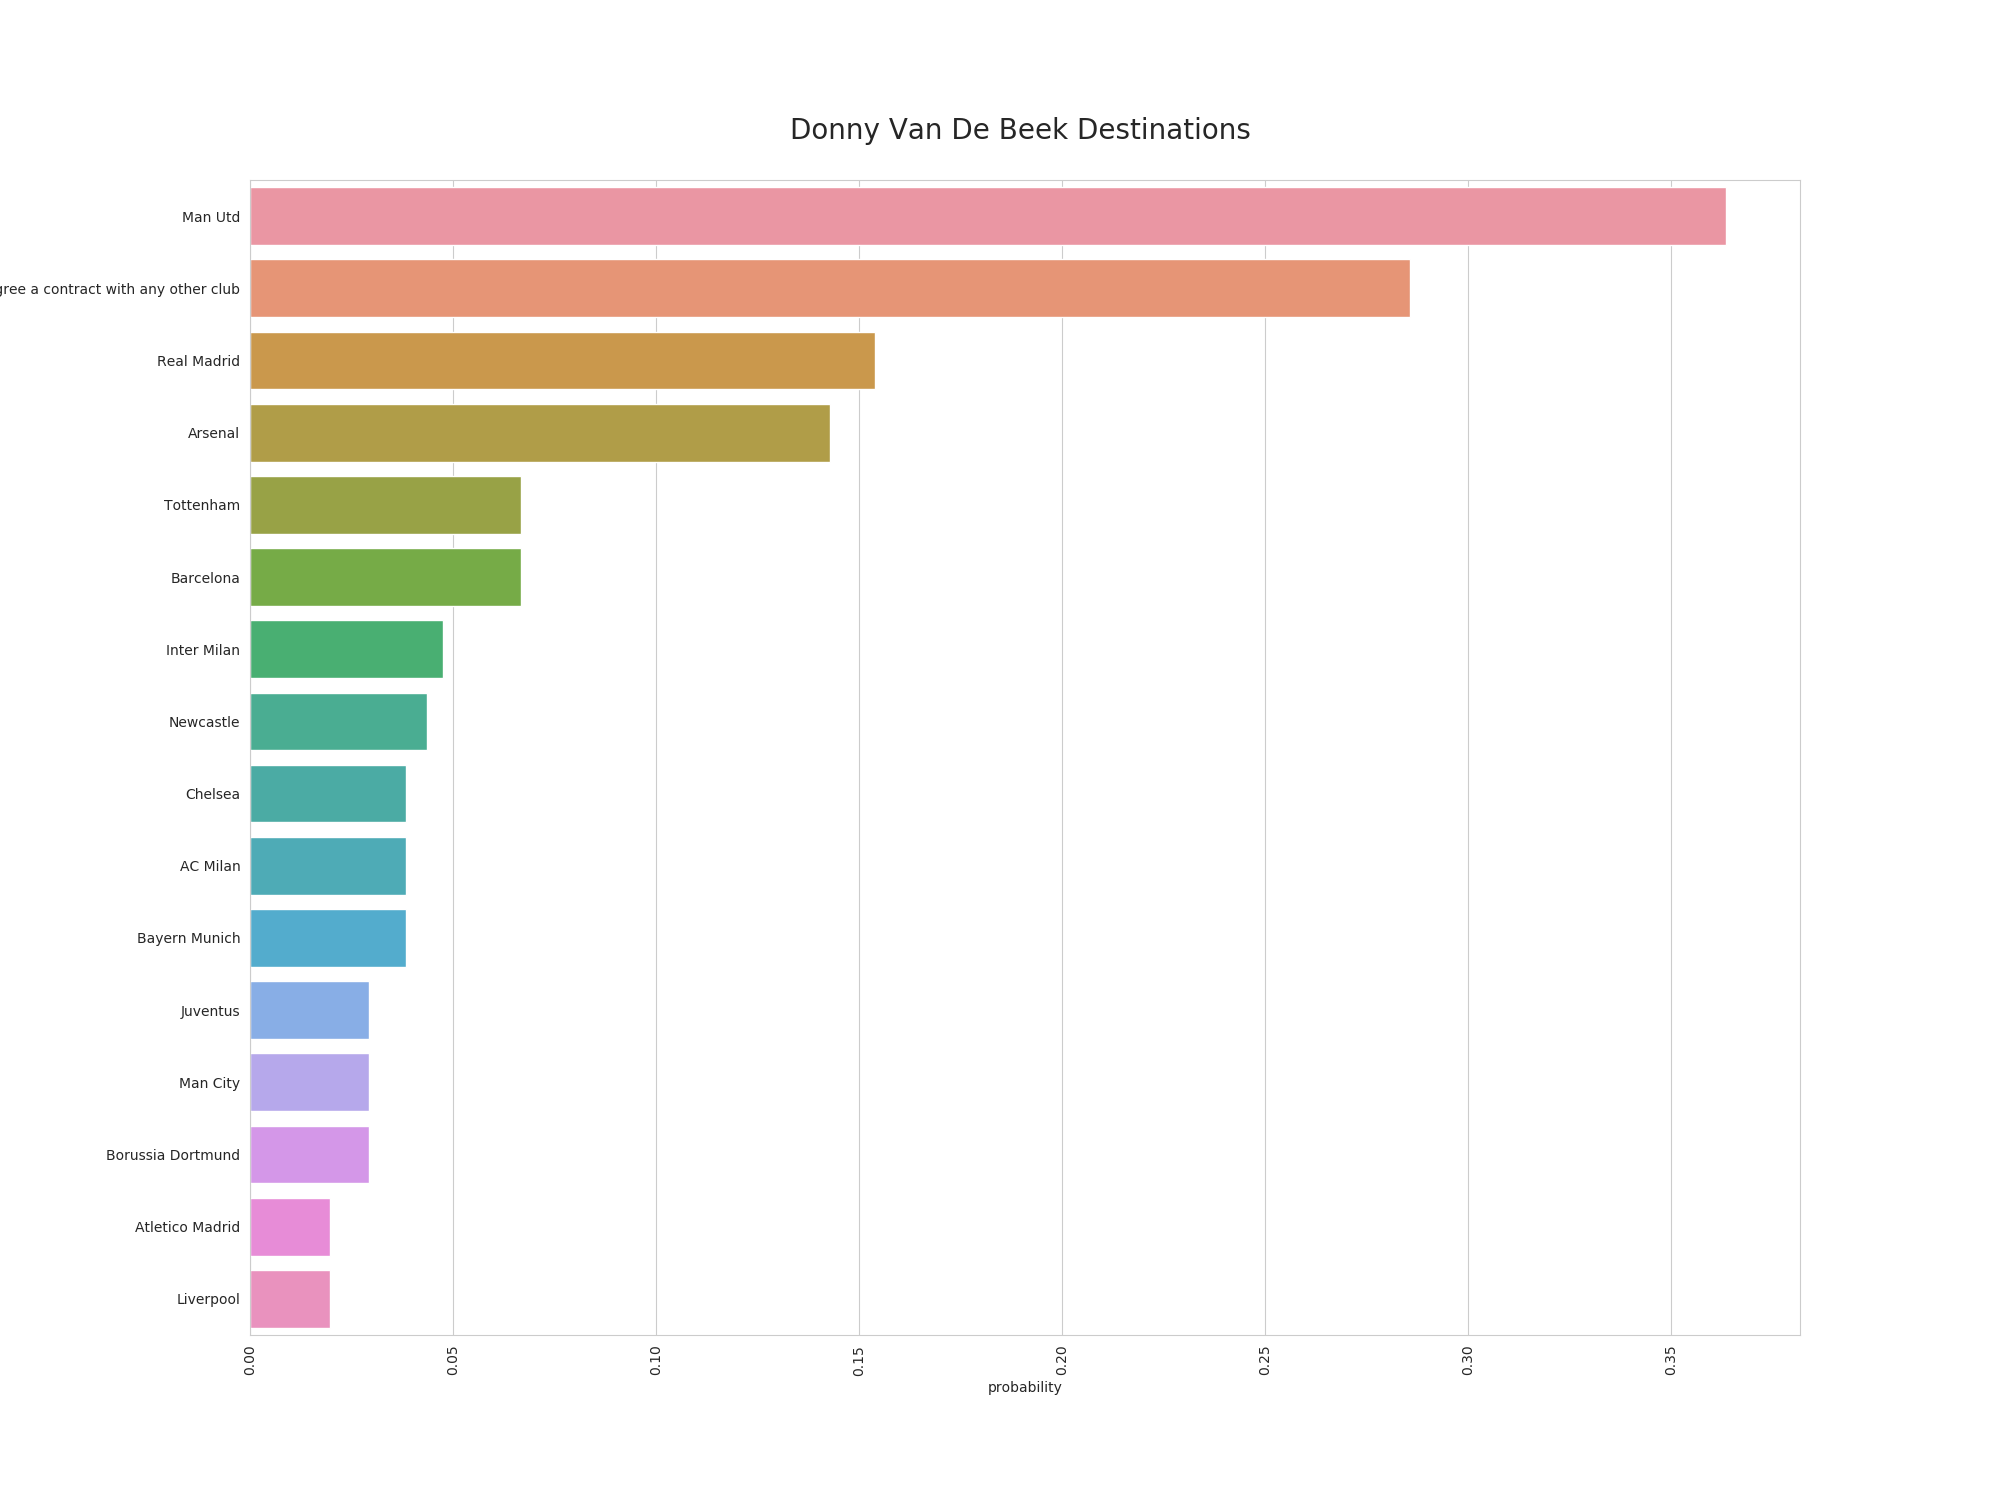 Donny Van De Beek Destinations
Man Utd
a contract with any other club
Real Madrid
Arsenal
Tottenham
Barcelona
Inter Milan
Newcastle
Chelsea
AC Milan
Bayern Munich
Juventus
Man City
Borussia Dortmund
Atletico Madrid
Liverpool
0.00 0.05 0.10 0.15 0.20 0.25 0.30 0.35
probability